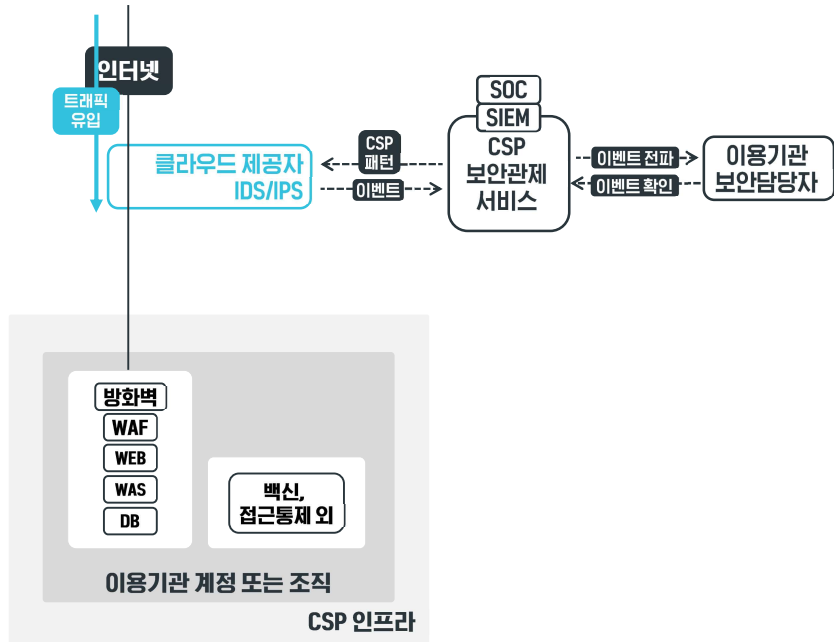 인터넷
트래픽
유입
클라우드 제공자
IDS/IPS
CSP
패턴
이벤트
SOC
SIEM
CSP
보안관제
서비스
이벤트 전파
이벤트 확인
이용기관
보안담당자
방화벽
WAF
WEB
WAS
DB
백신,
접근통제 외
이용기관 계정 또는 조직
CSP 인프라